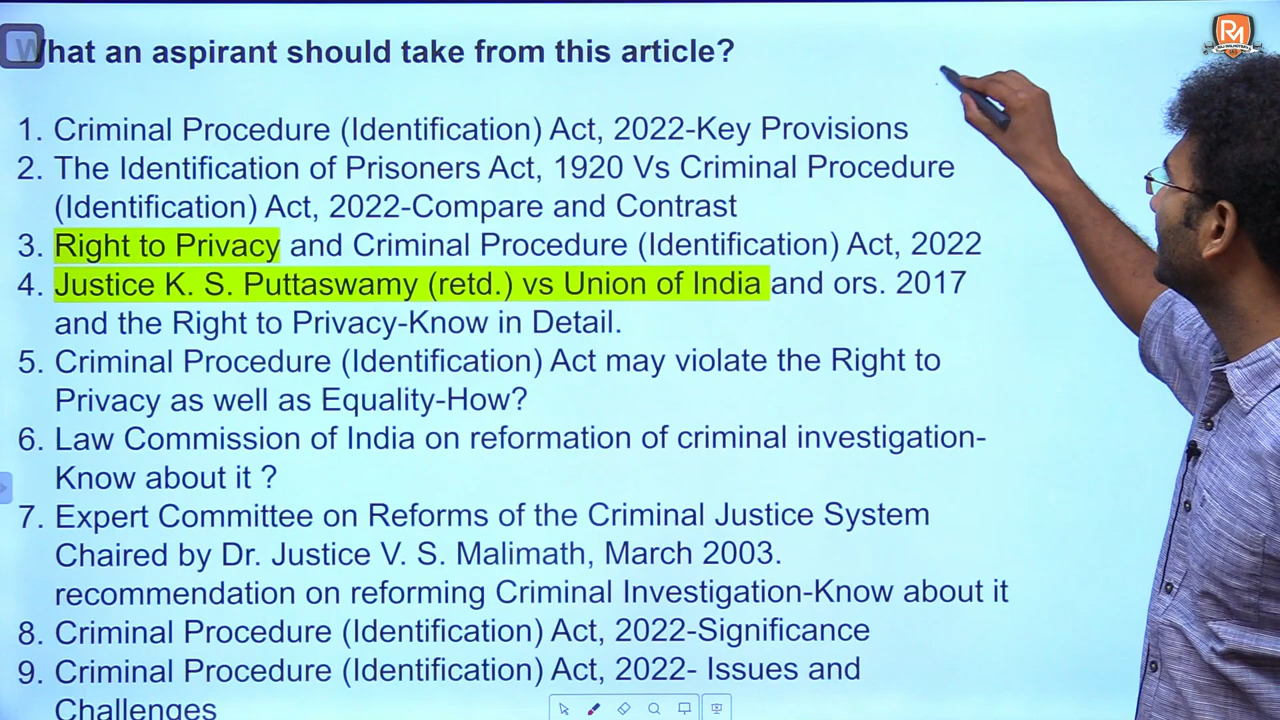 What an aspirant should take from this article?
1. Criminal Procedure (Identification) Act, 2022-Key Provisions
2. The Identification of Prisoners Act, 1920 Vs Criminal Procedure
(Identification) Act, 2022-Compare and Contrast
3. Right to Privacy and Criminal Procedure (Identification) Act, 2022
4. Justice K. S. Puttaswamy (retd.) vs Union of India and ors. 2017
and the Right to Privacy-Know in Detail.
5. Criminal Procedure (Identification) Act may violate the Right to
Privacy as well as Equality-How?
6. Law Commission of India on reformation of criminal investigation-
Know about it ?
7. Expert Committee on Reforms of the Criminal Justice System
Chaired by Dr. Justice V. S. Malimath, March 2003.
recommendation on reforming Criminal Investigation-Know about it
8. Criminal Procedure (Identification) Act, 2022-Significance
9. Criminal Procedure (Identification) Act, 2022- Issues and
Challenges
RM